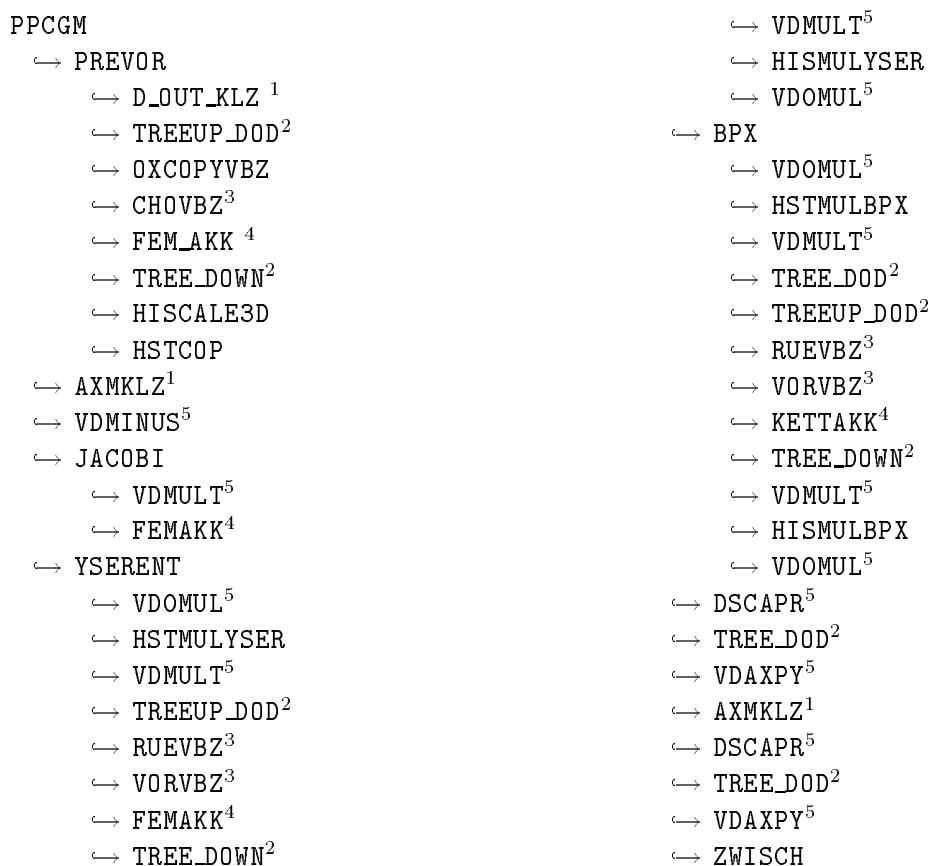 PPCGM
↪ PREVOR
↪ D_OUT_KLZ ¹
↪ TREEUP_DOD²
↪ OXCOPYVBZ
↪ CHOVBZ³
↪ FEM_AKK ⁴
↪ TREE_DOWN²
↪ HISCALE3D
↪ HSTCOP
↪ AXMKLZ¹
↪ VDMINUS⁵
↪ JACOBI
↪ VDMULT⁵
↪ FEMAKK⁴
↪ YSERENT
↪ VDOMUL⁵
↪ HSTMULYSER
↪ VDMULT⁵
↪ TREEUP_DOD²
↪ RUEVBZ³
↪ VORVBZ³
↪ FEMAKK⁴
↪ TREE_DOWN²
↪ VDMULT⁵
↪ HISMULYSER
↪ VDOMUL⁵
↪ BPX
↪ VDOMUL⁵
↪ HSTMULBPX
↪ VDMULT⁵
↪ TREE_DOD²
↪ TREEUP_DOD²
↪ RUEVBZ³
↪ VORVBZ³
↪ KETTAKK⁴
↪ TREE_DOWN²
↪ VDMULT⁵
↪ HISMULBPX
↪ VDOMUL⁵
↪ DSCAPR⁵
↪ TREE_DOD²
↪ VDAXPY⁵
↪ AXMKLZ¹
↪ DSCAPR⁵
↪ TREE_DOD²
↪ VDAXPY⁵
↪ ZWISCH